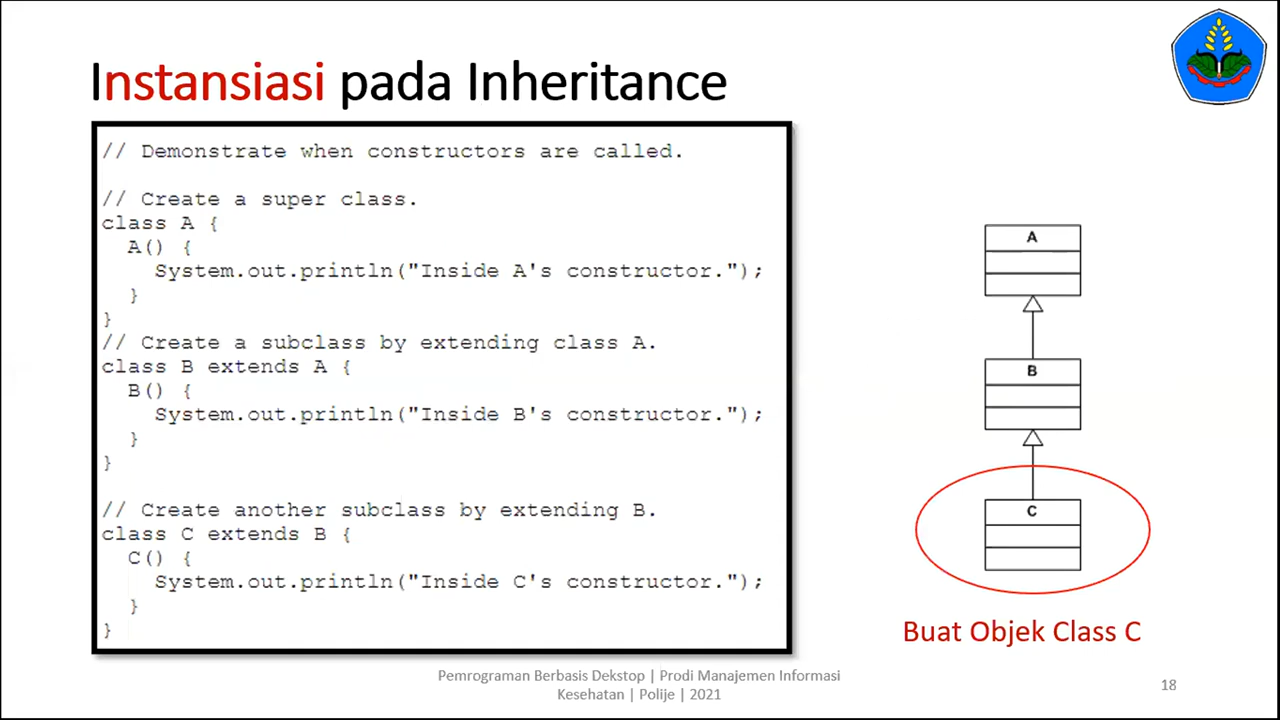 Instansiasi pada Inheritance
// Demonstrate when constructors are called.
// Create a super class.
class A {
A() {
System.out.println("Inside A's constructor.");
}
}
// Create a subclass by extending class A.
class B extends A {
B() {
System.out.println("Inside B's constructor.");
}
}
// Create another subclass by extending B.
class C extends B {
C() {
System.out.println("Inside C's constructor.");
}
}
A
B
C
Buat Objek Class C
Pemrograman Berbasis Dekstop | Prodi Manajemen Informasi
Kesehatan | Polije | 2021
18